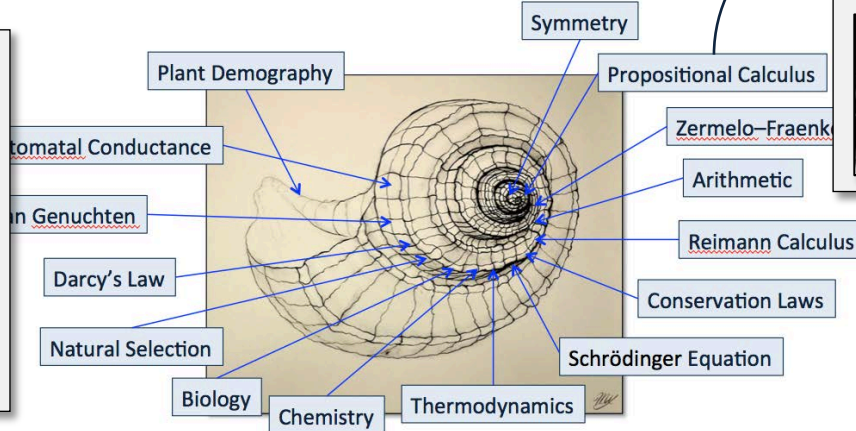 Symmetry
Plant Demography
Propositional Calculus
tomatal Conductance
Zermelo–Fraenk
Arithmetic
an Genuchten
Reimann Calculus
Darcy's Law
Conservation Laws
Natural Selection
Schrödinger Equation
Biology
Chemistry
Thermodynamics